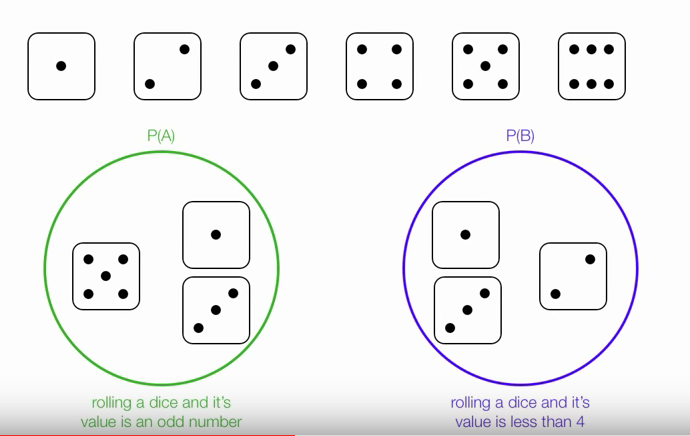 P(A)
P(B)
rolling a dice and it's
value is an odd number
rolling a dice and it's
value is less than 4